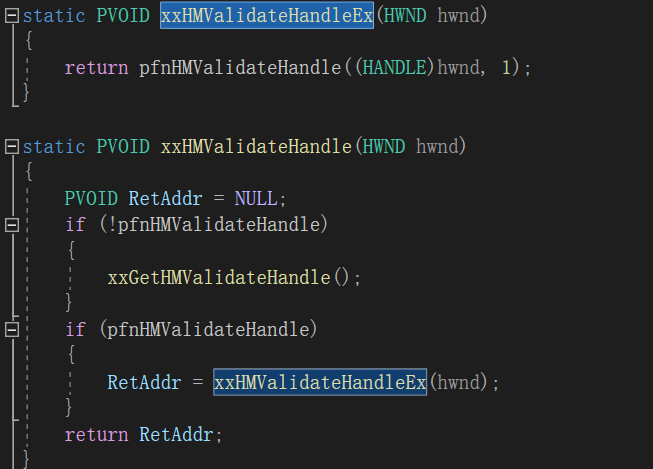 static PVOID xxHMValidateHandleEx(HWND hwnd)
{
    return pfnHMValidateHandle((HANDLE)hwnd, 1);
}

static PVOID xxHMValidateHandle(HWND hwnd)
{
    PVOID RetAddr = NULL;
    if (!pfnHMValidateHandle)
    {
        xxGetHMValidateHandle();
    }
    if (pfnHMValidateHandle)
    {
        RetAddr = xxHMValidateHandleEx(hwnd);
    }
    return RetAddr;
}